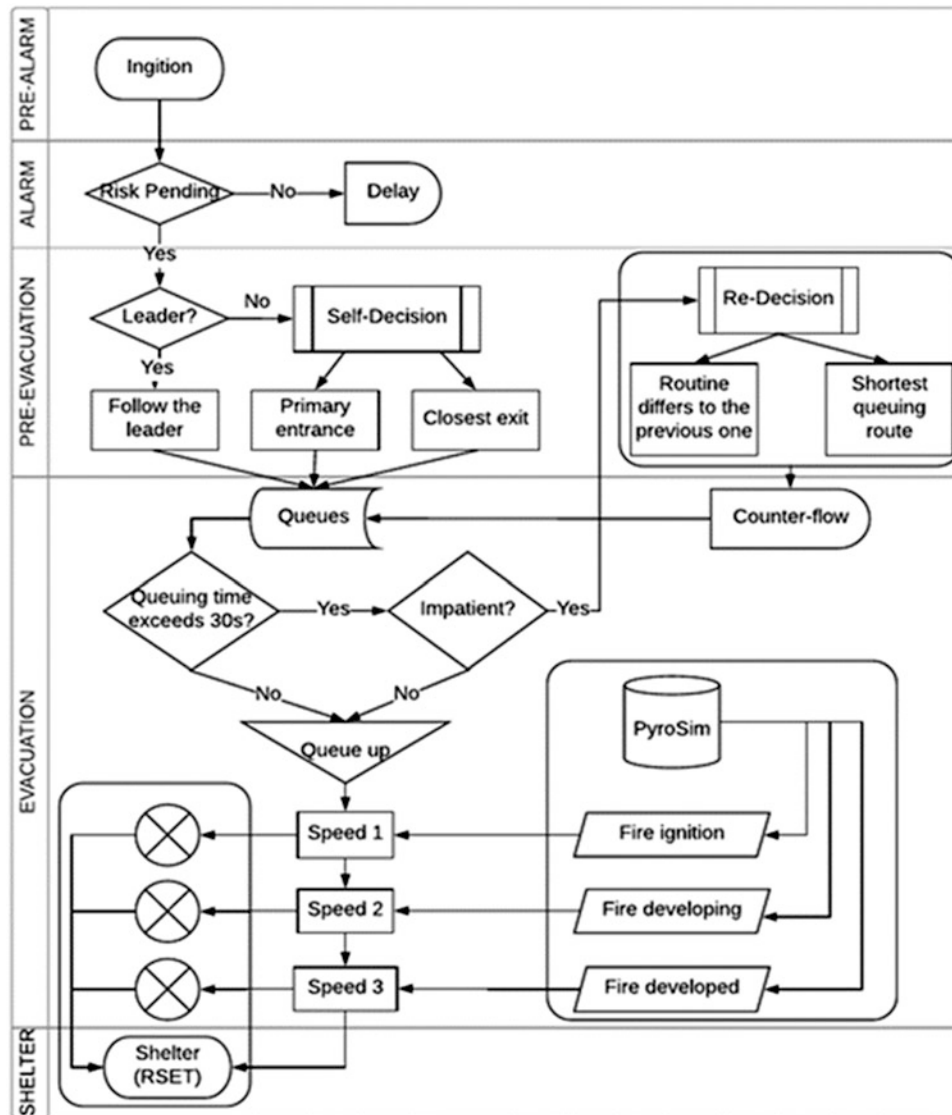 PRE-ALARM
Ingition
ALARM
Risk Pending
No
Delay
Yes
PRE-EVACUATION
Leader?
No
Self-Decision
Re-Decision
Yes
Follow the
leader
Primary
entrance
Closest exit
Routine
differs to the
previous one
Shortest
queuing
route
EVACUATION
Queues
Counter-flow
Queuing time
exceeds 30s?
Yes
Impatient?
Yes
No
No
Queue up
PyroSim
Speed 1
Fire ignition
Speed 2
Fire developing
Speed 3
Fire developed
SHELTER
Shelter
(RSET)